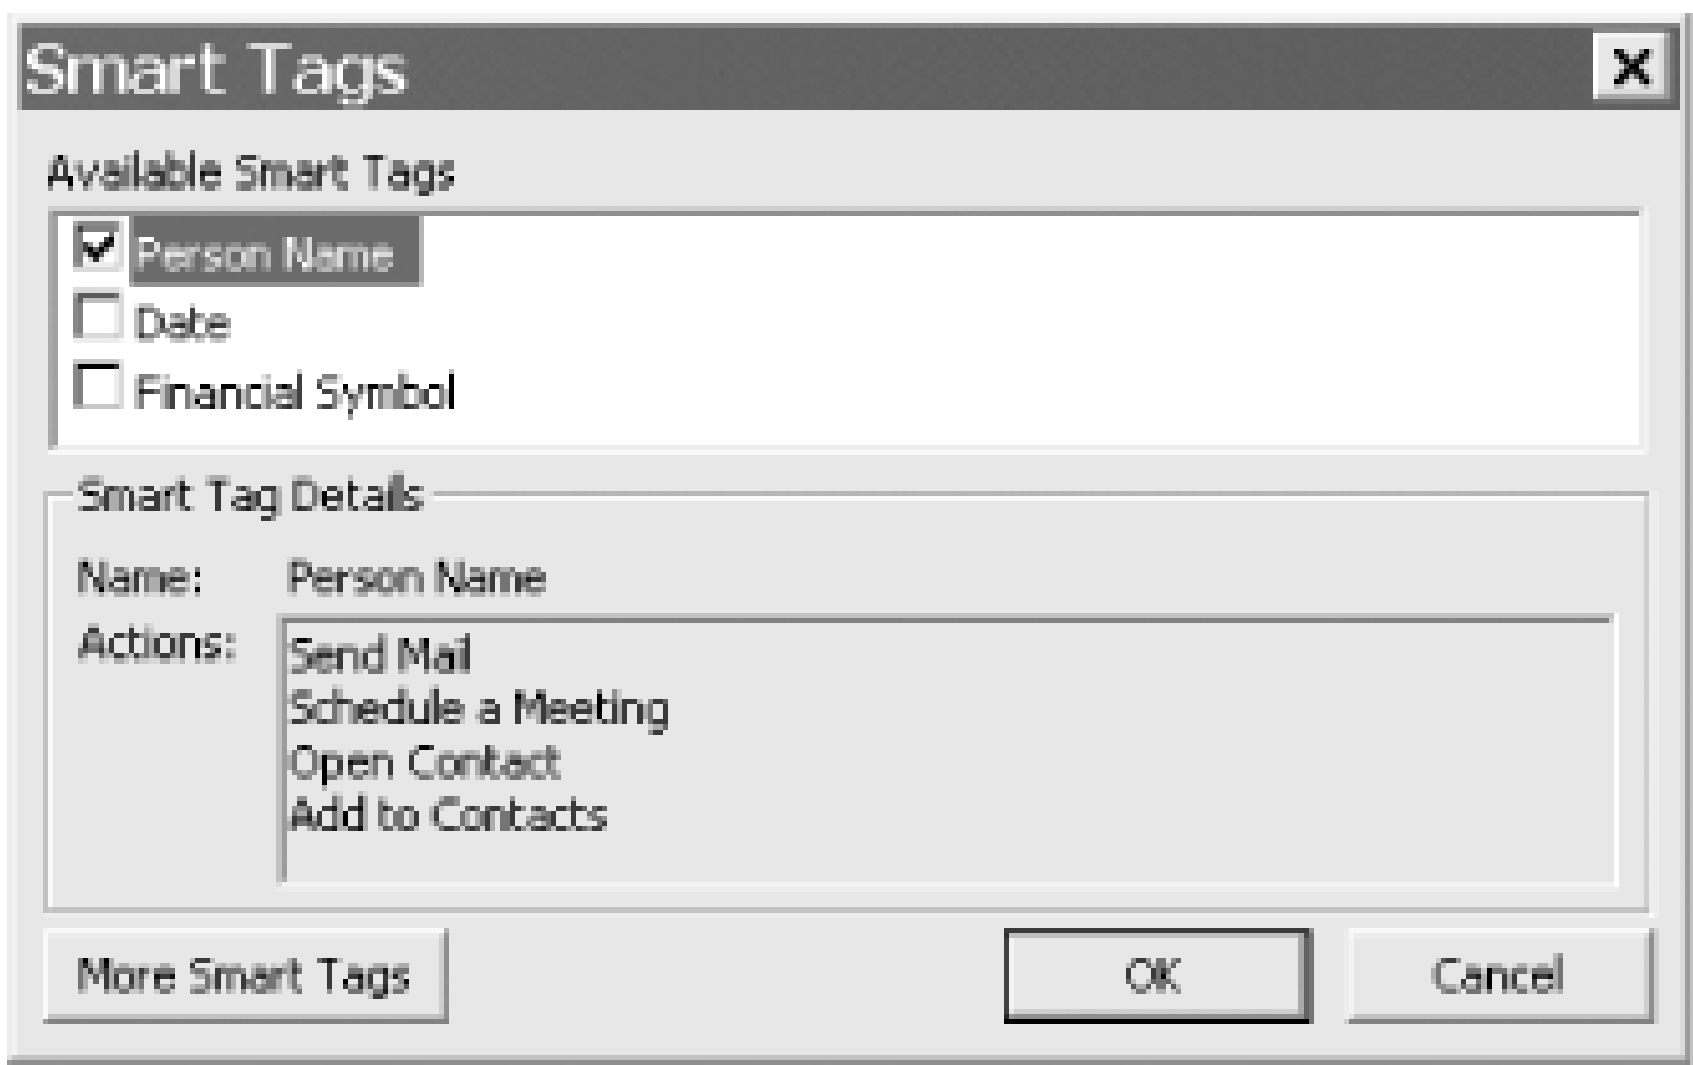 Smart Tags
Available Smart Tags
Person Name
Date
Financial Symbol
Smart Tag Details
Name: Person Name
Actions:
Send Mail
Schedule a Meeting
Open Contact
Add to Contacts
More Smart Tags
OK
Cancel